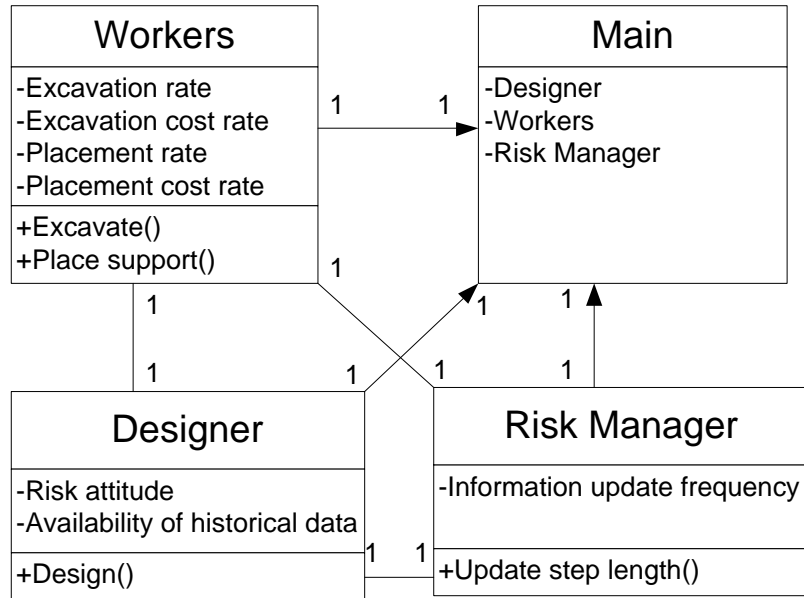 Workers
-Excavation rate
-Excavation cost rate
-Placement rate
-Placement cost rate
+Excavate()
+Place support()
Main
-Designer
-Workers
-Risk Manager
1
1
1
1
1
1
1
1
1
1
Designer
-Risk attitude
-Availability of historical data
+Design()
1
1
Risk Manager
-Information update frequency
+Update step length()